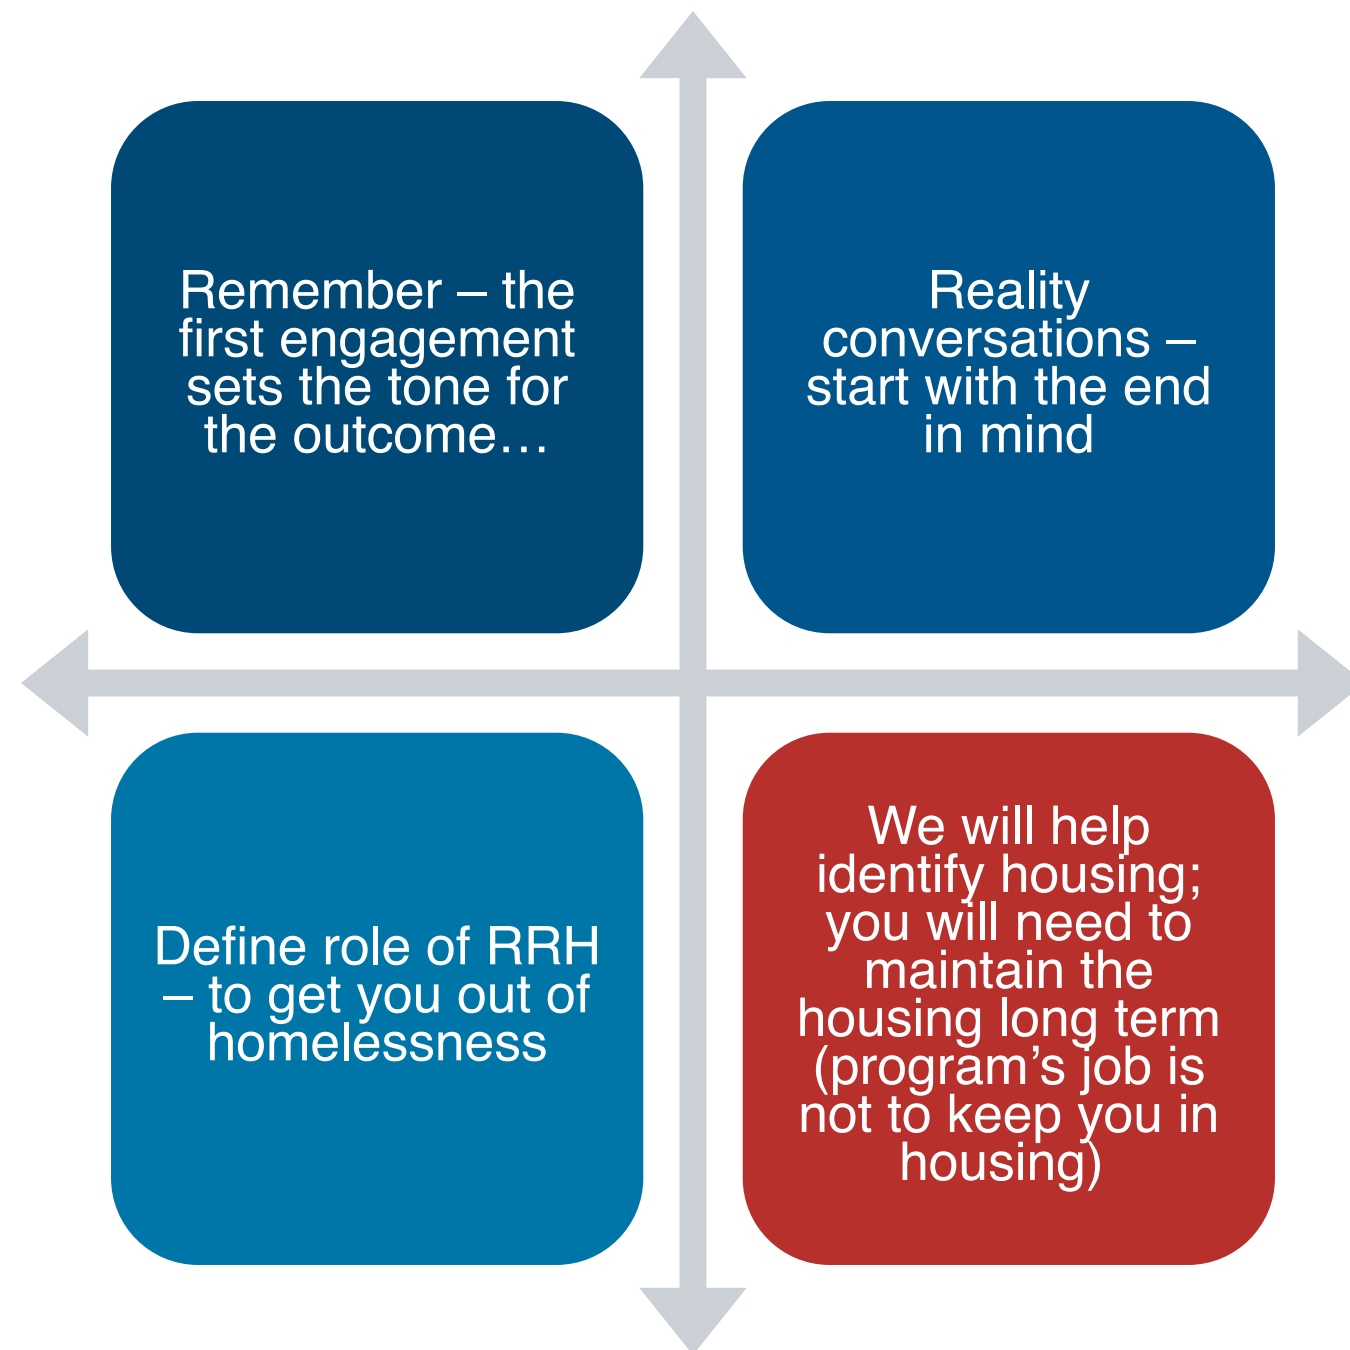 Remember – the
first engagement
sets the tone for
the outcome…
Reality
conversations –
start with the end
in mind
Define role of RRH
– to get you out of
homelessness
We will help
identify housing;
you will need to
maintain the
housing long term
(program’s job is
not to keep you in
housing)